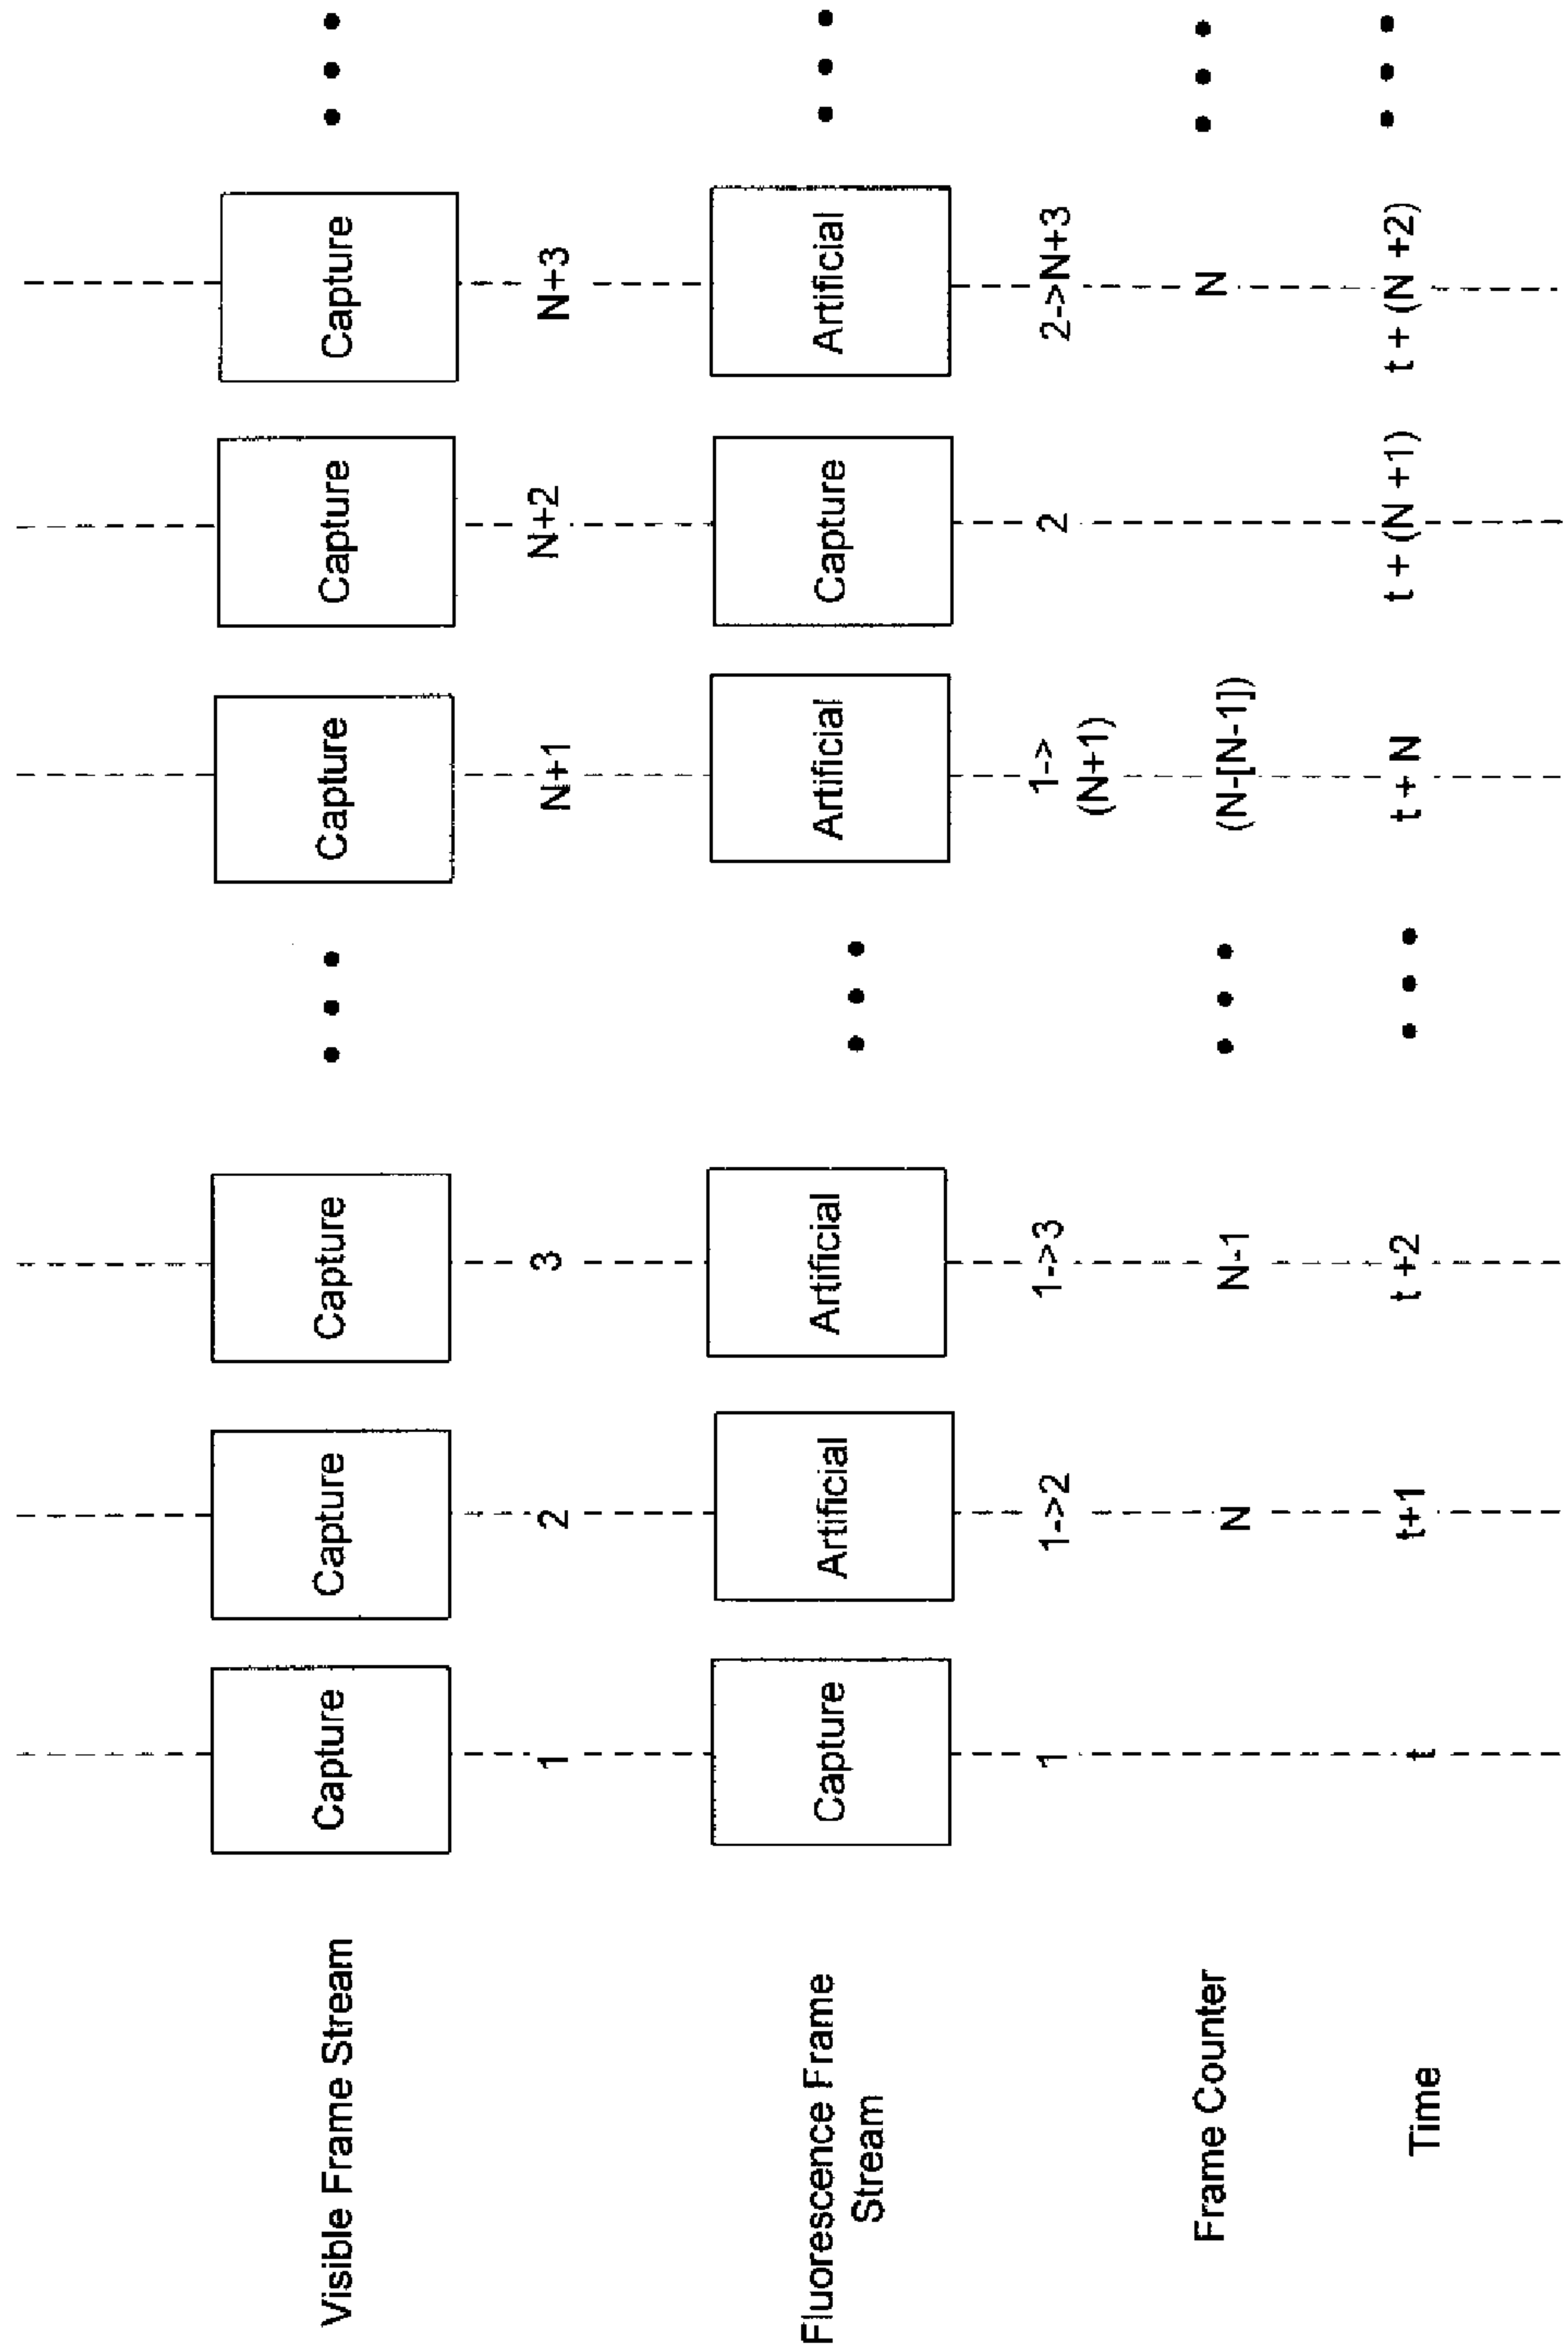 Visible Frame Stream
Capture
Capture
Capture
Capture
Capture
Capture
1
2
3
N+1
N+2
N+3
Fluorescence Frame
Stream
Capture
Artificial
Artificial
Artificial
Capture
Artificial
1
1->2
1->3
1->
(N+1)
2
2->N+3
Frame Counter
N
N-1
(N-[N-1])
N
Time
t
t+1
t +2
t + N
t + (N +1)
t + (N +2)